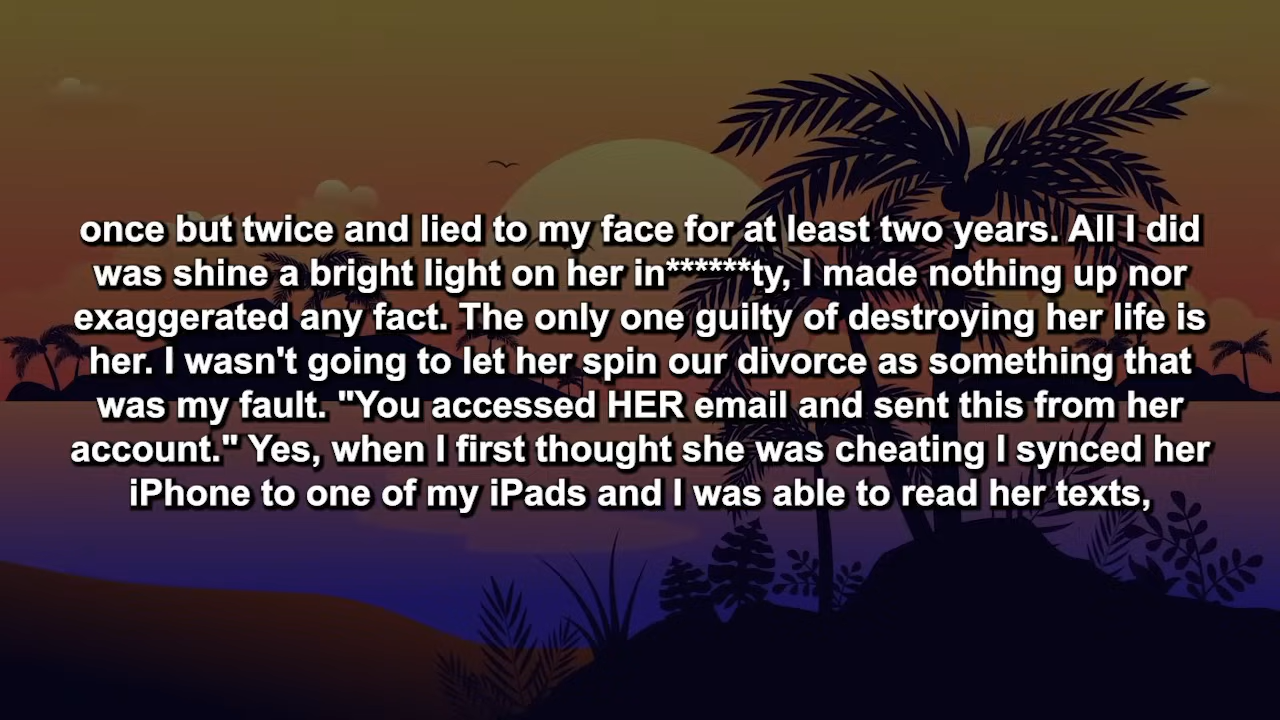 once but twice and lied to my face for at least two years. All I did
was shine a bright light on her in******ty, I made nothing up nor
exaggerated any fact. The only one guilty of destroying her life is
her. I wasn't going to let her spin our divorce as something that
was my fault. "You accessed HER email and sent this from her
account." Yes, when I first thought she was cheating I synced her
iPhone to one of my iPads and I was able to read her texts,